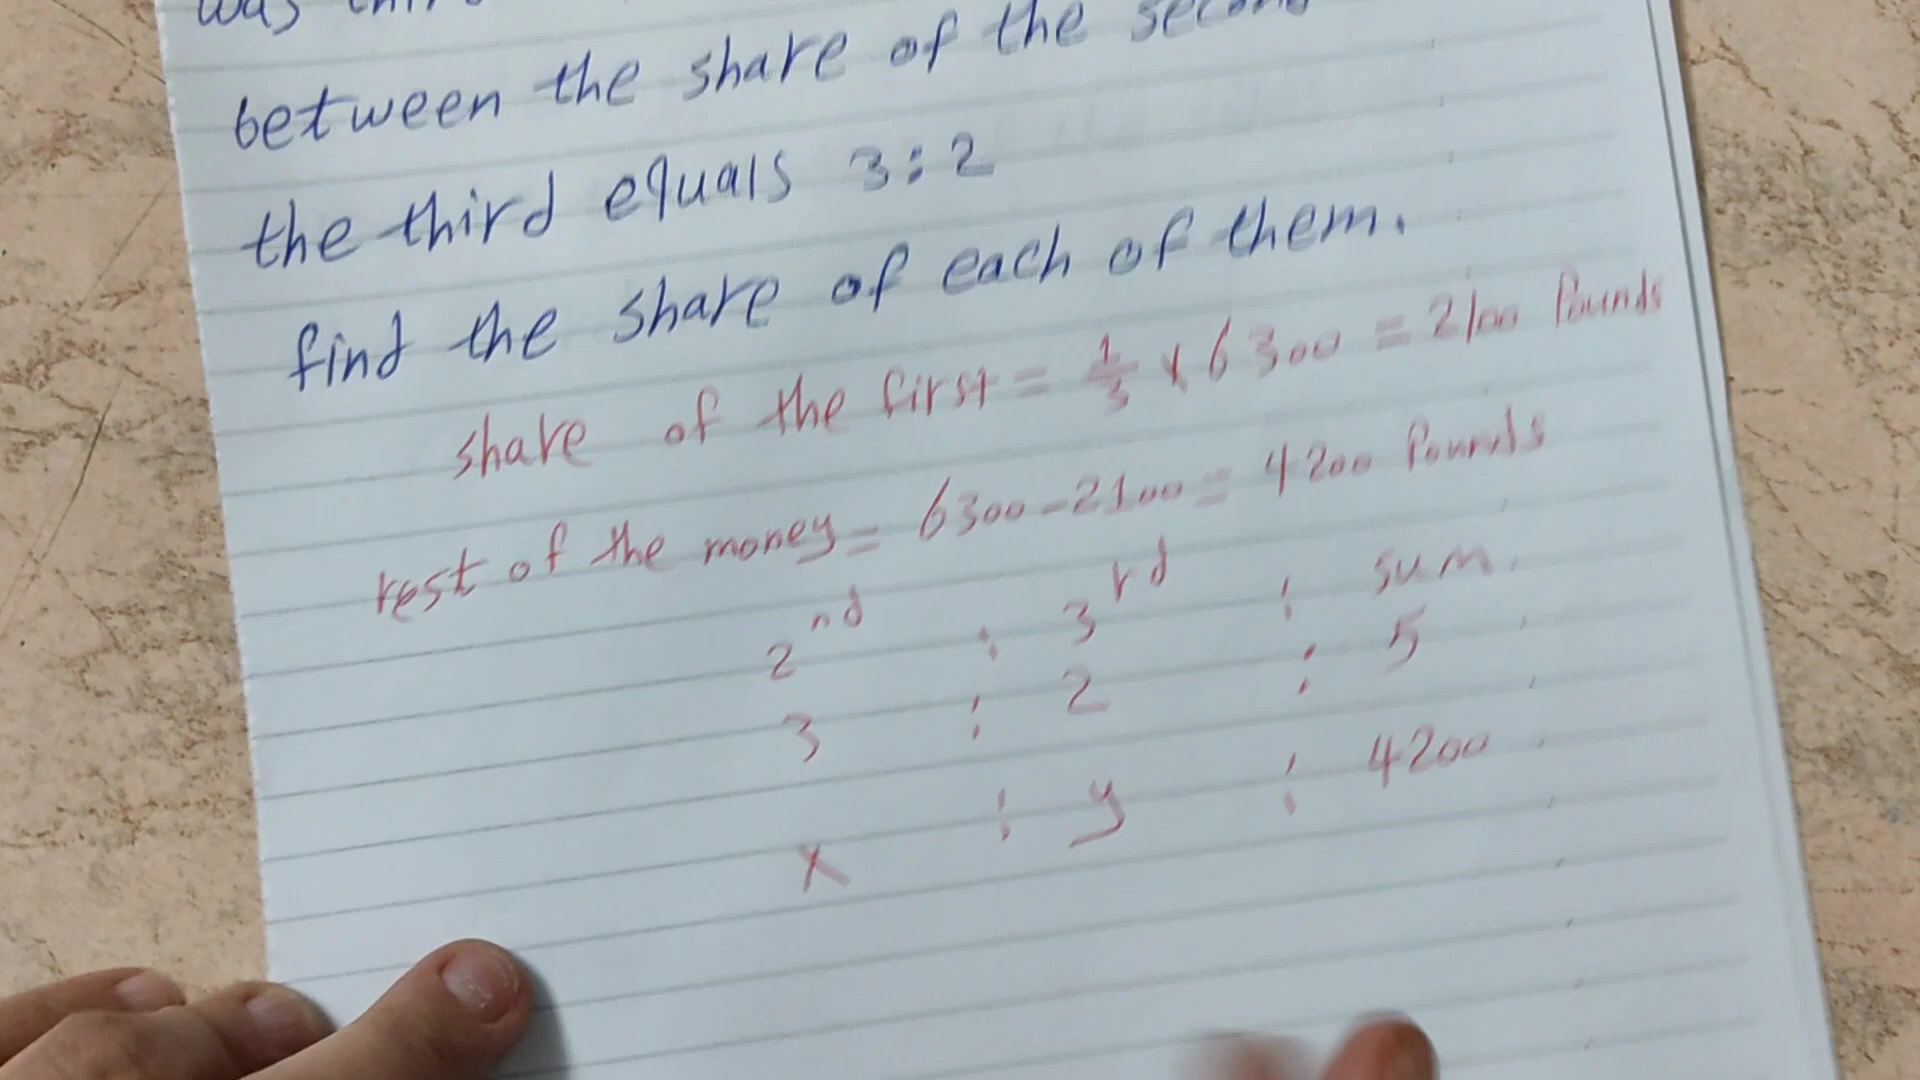 was
between the share of the second
the third equals 3:2
find the share of each of them.
share of the first = 1/3 x 6300 = 2100 Pounds
rest of the money = 6300-2100 = 4200 Pounds
2nd : 3rd : sum
3 : 2 : 5
x : y : 4200